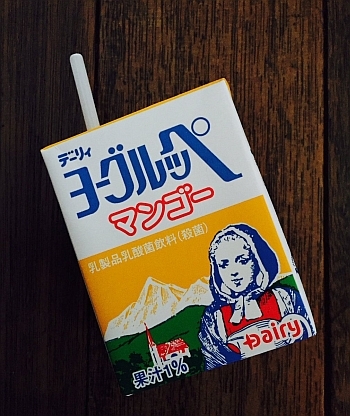 デーリィ
ヨーグルッペ
マンゴー
乳製品乳酸菌飲料(殺菌)
Dairy
果汁1%